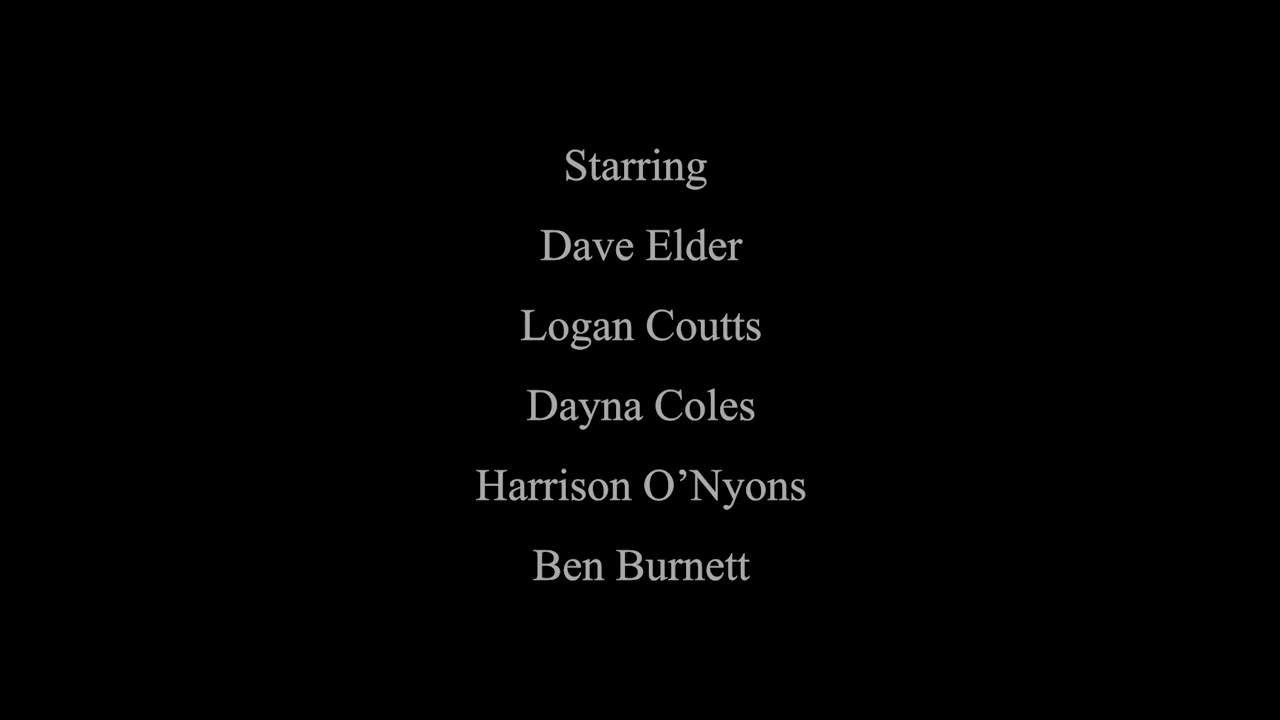 Starring
Dave Elder
Logan Coutts
Dayna Coles
Harrison O’Nyons
Ben Burnett